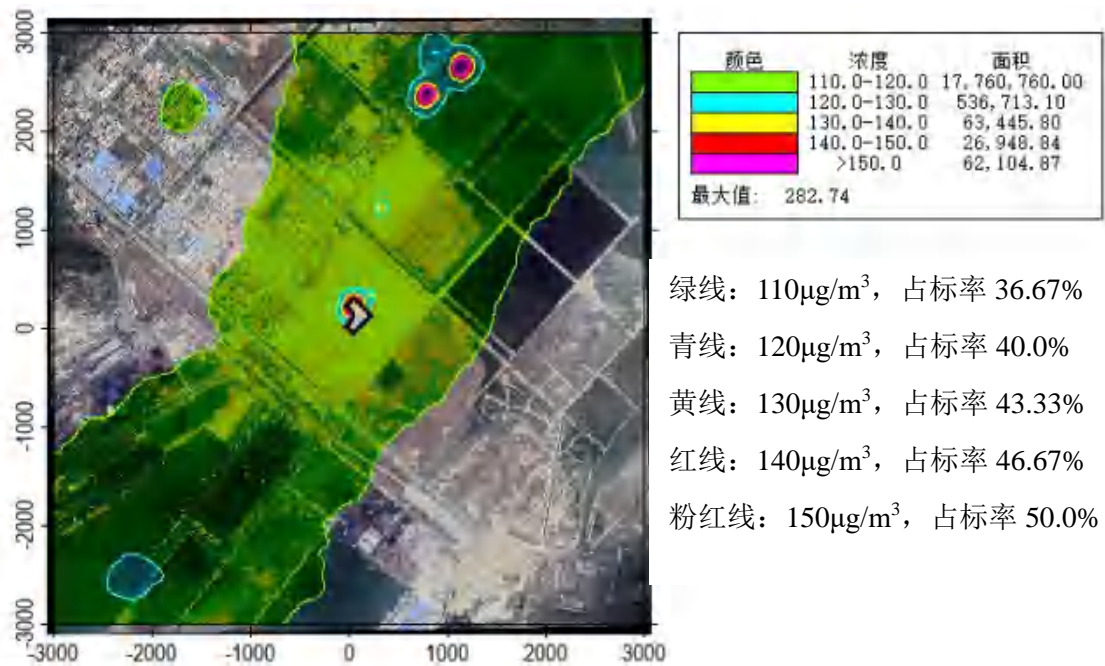 颜色 浓度 面积
110.0-120.0 17,760,760.00
120.0-130.0 536,713.10
130.0-140.0 63,445.80
140.0-150.0 26,948.84
>150.0 62,104.87
最大值: 282.74
绿线：110μg/m³，占标率 36.67%
青线：120μg/m³，占标率 40.0%
黄线：130μg/m³，占标率 43.33%
红线：140μg/m³，占标率 46.67%
粉红线：150μg/m³，占标率 50.0%
3000
2000
1000
0
-1000
-2000
-3000
-3000 -2000 -1000 0 1000 2000 3000